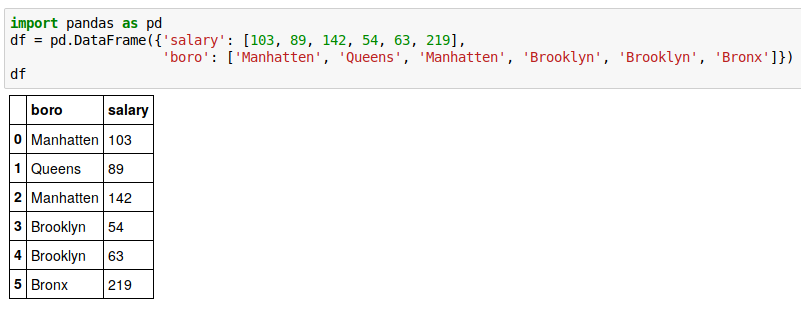 import pandas as pd
df = pd.DataFrame({'salary': [103, 89, 142, 54, 63, 219],
'boro': ['Manhatten', 'Queens', 'Manhatten', 'Brooklyn', 'Brooklyn', 'Bronx']})
df
boro salary
0 Manhatten 103
1 Queens 89
2 Manhatten 142
3 Brooklyn 54
4 Brooklyn 63
5 Bronx 219